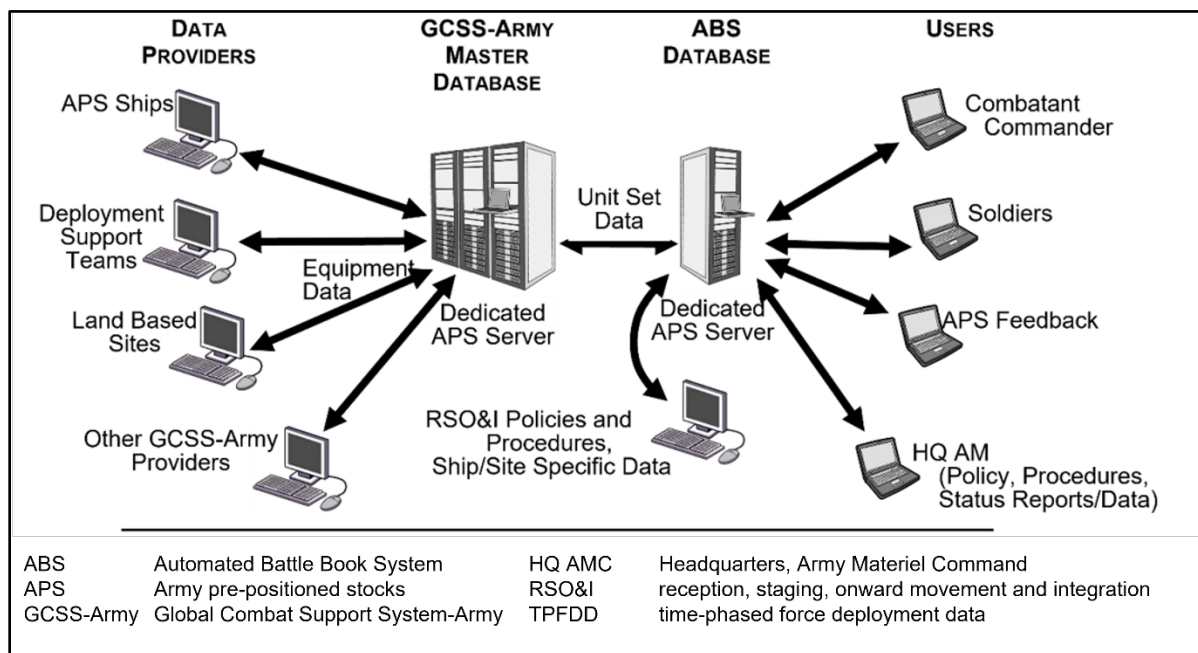 DATA
PROVIDERS
GCSS-ARMY
MASTER
DATABASE
ABS
DATABASE
USERS
APS Ships
Deployment
Support
Teams
Equipment
Data
Land Based
Sites
Other GCSS-Army
Providers
Dedicated
APS Server
Unit Set
Data
Dedicated
APS Server
RSO&I Policies and
Procedures,
Ship/Site Specific Data
Combatant
Commander
Soldiers
APS Feedback
HQ AM
(Policy, Procedures,
Status Reports/Data)
ABS Automated Battle Book System HQ AMC Headquarters, Army Materiel Command
APS Army pre-positioned stocks RSO&I reception, staging, onward movement and integration
GCSS-Army Global Combat Support System-Army TPFDD time-phased force deployment data